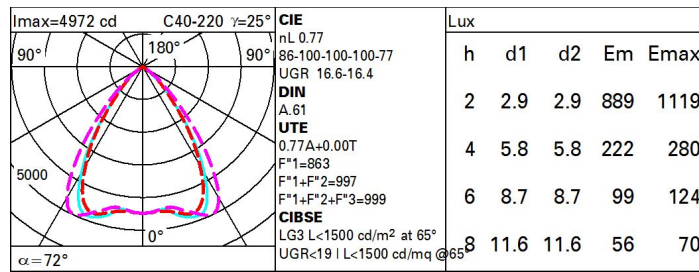 Imax=4972 cd C40-220 γ=25°
90° 180° 90°
5000
0°
α=72°
CIE
nL 0.77
86-100-100-100-77
UGR 16.6-16.4
DIN
A.61
UTE
0.77A+0.00T
F"1=863
F"1+F"2=997
F"1+F"2+F"3=999
CIBSE
LG3 L<1500 cd/m² at 65°
UGR<19 | L<1500 cd/mq @65°
Lux
h d1 d2 Em Emax
2 2.9 2.9 889 1119
4 5.8 5.8 222 280
6 8.7 8.7 99 124
8 11.6 11.6 56 70